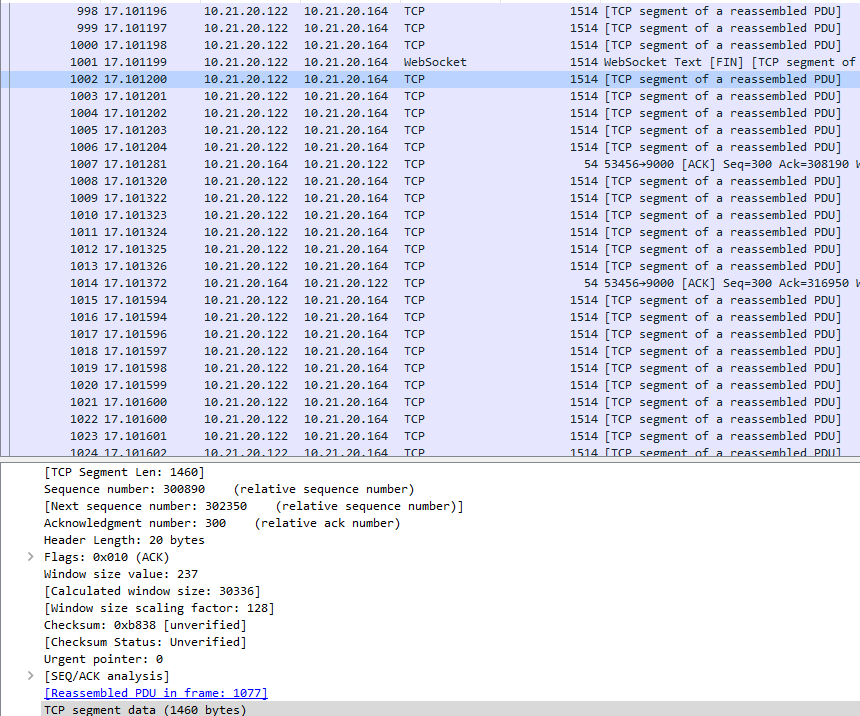 998 17.101196 10.21.20.122 10.21.20.164 TCP 1514 [TCP segment of a reassembled PDU]
999 17.101197 10.21.20.122 10.21.20.164 TCP 1514 [TCP segment of a reassembled PDU]
1000 17.101198 10.21.20.122 10.21.20.164 TCP 1514 [TCP segment of a reassembled PDU]
1001 17.101199 10.21.20.122 10.21.20.164 WebSocket 1514 WebSocket Text [FIN] [TCP segment of
1002 17.101200 10.21.20.122 10.21.20.164 TCP 1514 [TCP segment of a reassembled PDU]
1003 17.101201 10.21.20.122 10.21.20.164 TCP 1514 [TCP segment of a reassembled PDU]
1004 17.101202 10.21.20.122 10.21.20.164 TCP 1514 [TCP segment of a reassembled PDU]
1005 17.101203 10.21.20.122 10.21.20.164 TCP 1514 [TCP segment of a reassembled PDU]
1006 17.101204 10.21.20.122 10.21.20.164 TCP 1514 [TCP segment of a reassembled PDU]
1007 17.101281 10.21.20.164 10.21.20.122 TCP 54 53456→9000 [ACK] Seq=300 Ack=308190 W
1008 17.101320 10.21.20.122 10.21.20.164 TCP 1514 [TCP segment of a reassembled PDU]
1009 17.101322 10.21.20.122 10.21.20.164 TCP 1514 [TCP segment of a reassembled PDU]
1010 17.101323 10.21.20.122 10.21.20.164 TCP 1514 [TCP segment of a reassembled PDU]
1011 17.101324 10.21.20.122 10.21.20.164 TCP 1514 [TCP segment of a reassembled PDU]
1012 17.101325 10.21.20.122 10.21.20.164 TCP 1514 [TCP segment of a reassembled PDU]
1013 17.101326 10.21.20.122 10.21.20.164 TCP 1514 [TCP segment of a reassembled PDU]
1014 17.101372 10.21.20.164 10.21.20.122 TCP 54 53456→9000 [ACK] Seq=300 Ack=316950 W
1015 17.101594 10.21.20.122 10.21.20.164 TCP 1514 [TCP segment of a reassembled PDU]
1016 17.101594 10.21.20.122 10.21.20.164 TCP 1514 [TCP segment of a reassembled PDU]
1017 17.101596 10.21.20.122 10.21.20.164 TCP 1514 [TCP segment of a reassembled PDU]
1018 17.101597 10.21.20.122 10.21.20.164 TCP 1514 [TCP segment of a reassembled PDU]
1019 17.101598 10.21.20.122 10.21.20.164 TCP 1514 [TCP segment of a reassembled PDU]
1020 17.101599 10.21.20.122 10.21.20.164 TCP 1514 [TCP segment of a reassembled PDU]
1021 17.101600 10.21.20.122 10.21.20.164 TCP 1514 [TCP segment of a reassembled PDU]
1022 17.101600 10.21.20.122 10.21.20.164 TCP 1514 [TCP segment of a reassembled PDU]
1023 17.101601 10.21.20.122 10.21.20.164 TCP 1514 [TCP segment of a reassembled PDU]
1024 17.101602 10.21.20.122 10.21.20.164 TCP 1514 [TCP segment of a reassembled PDU]
[TCP Segment Len: 1460]
Sequence number: 300890 (relative sequence number)
[Next sequence number: 302350 (relative sequence number)]
Acknowledgment number: 300 (relative ack number)
Header Length: 20 bytes
Flags: 0x010 (ACK)
Window size value: 237
[Calculated window size: 30336]
[Window size scaling factor: 128]
Checksum: 0xb838 [unverified]
[Checksum Status: Unverified]
Urgent pointer: 0
[SEQ/ACK analysis]
[Reassembled PDU in frame: 1077]
TCP segment data (1460 bytes)